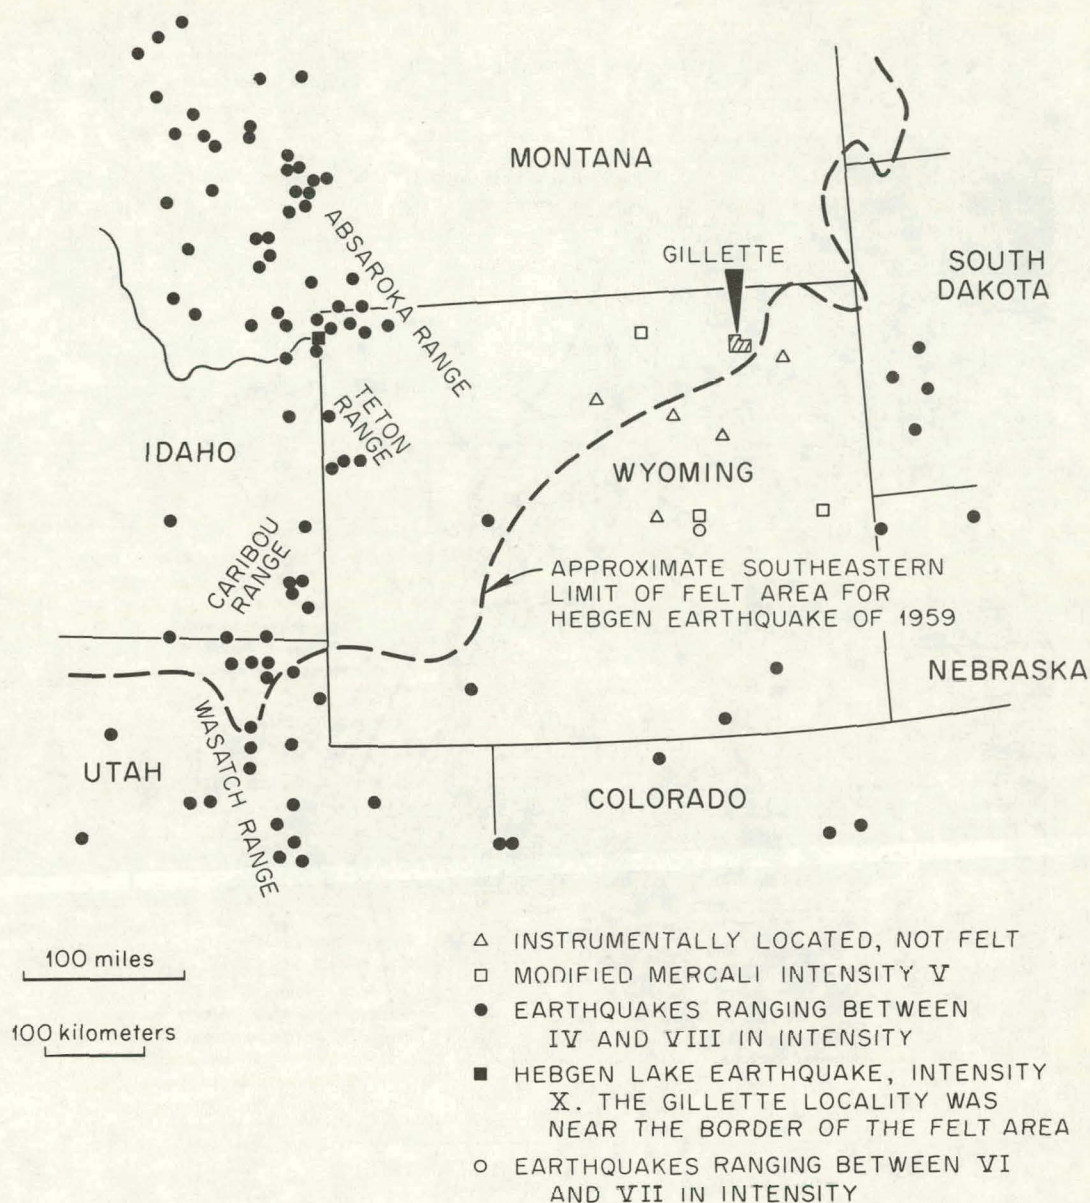 MONTANA
ABSAROKA RANGE
GILLETTE
SOUTH
DAKOTA
TETON
RANGE
IDAHO
WYOMING
CARIBOU
RANGE
APPROXIMATE SOUTHEASTERN
LIMIT OF FELT AREA FOR
HEBGEN EARTHQUAKE OF 1959
NEBRASKA
WASATCH RANGE
UTAH
COLORADO
100 miles
100 kilometers
INSTRUMENTALLY LOCATED, NOT FELT
MODIFIED MERCALI INTENSITY V
EARTHQUAKES RANGING BETWEEN
IV AND VIII IN INTENSITY
HEBGEN LAKE EARTHQUAKE, INTENSITY
X. THE GILLETTE LOCALITY WAS
NEAR THE BORDER OF THE FELT AREA
EARTHQUAKES RANGING BETWEEN VI
AND VII IN INTENSITY